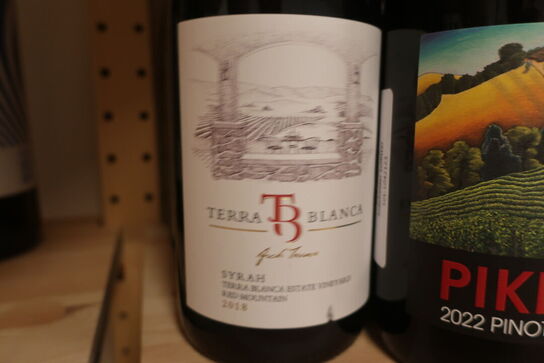 TERRA TB BLANCA
SYRAH
TERRA BLANCA ESTATE VINEYARD
RED MOUNTAIN
2018
PIK
2022 PINOT